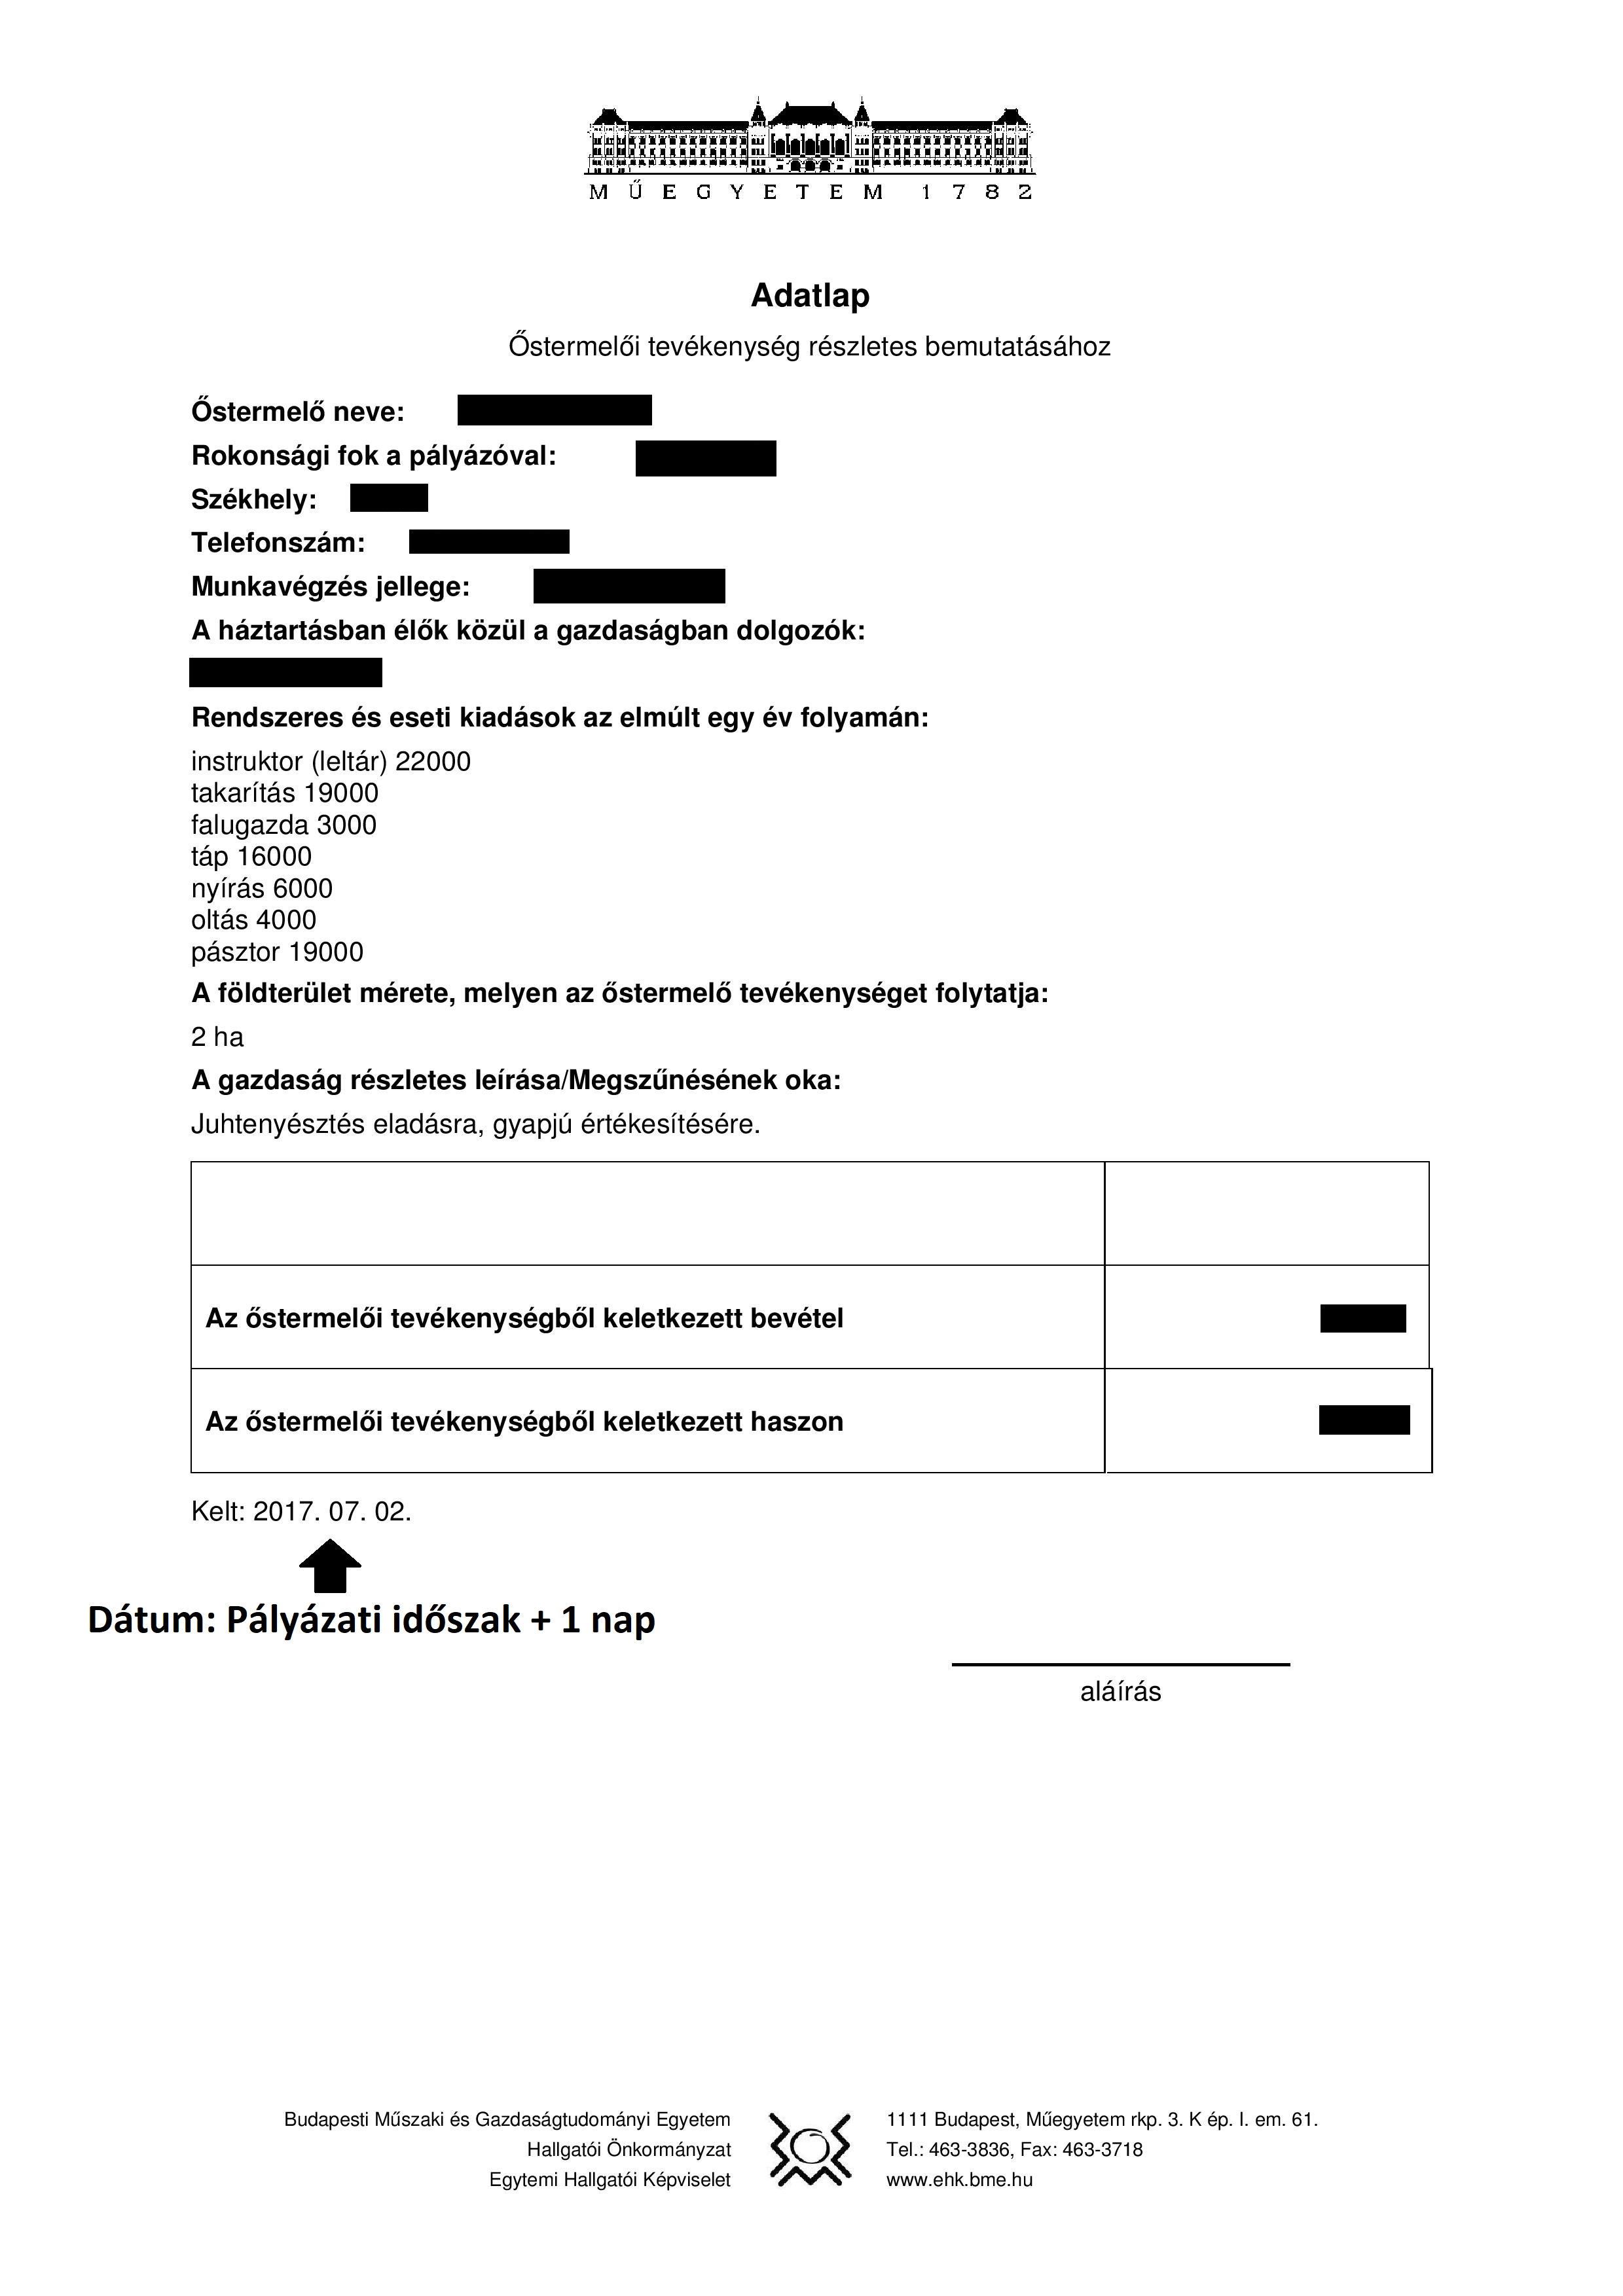 MŰEGYETEM 1782
Adatlap
Őstermelői tevékenység részletes bemutatásához
Őstermelő neve:
Rokonsági fok a pályázóval:
Székhely:
Telefonszám:
Munkavégzés jellege:
A háztartásban élők közül a gazdaságban dolgozók:
Rendszeres és eseti kiadások az elmúlt egy év folyamán:
instruktor (leltár) 22000
takarítás 19000
falugazda 3000
táp 16000
nyírás 6000
oltás 4000
pásztor 19000
A földterület mérete, melyen az őstermelő tevékenységet folytatja:
2 ha
A gazdaság részletes leírása/Megszűnésének oka:
Juhtenyésztés eladásra, gyapjú értékesítésére.
Az őstermelői tevékenységből keletkezett bevétel
Az őstermelői tevékenységből keletkezett haszon
Kelt: 2017. 07. 02.
Dátum: Pályázati időszak + 1 nap
aláírás
Budapesti Műszaki és Gazdaságtudományi Egyetem
Hallgatói Önkormányzat
Egytemi Hallgatói Képviselet
1111 Budapest, Műegyetem rkp. 3. K ép. I. em. 61.
Tel.: 463-3836, Fax: 463-3718
www.ehk.bme.hu